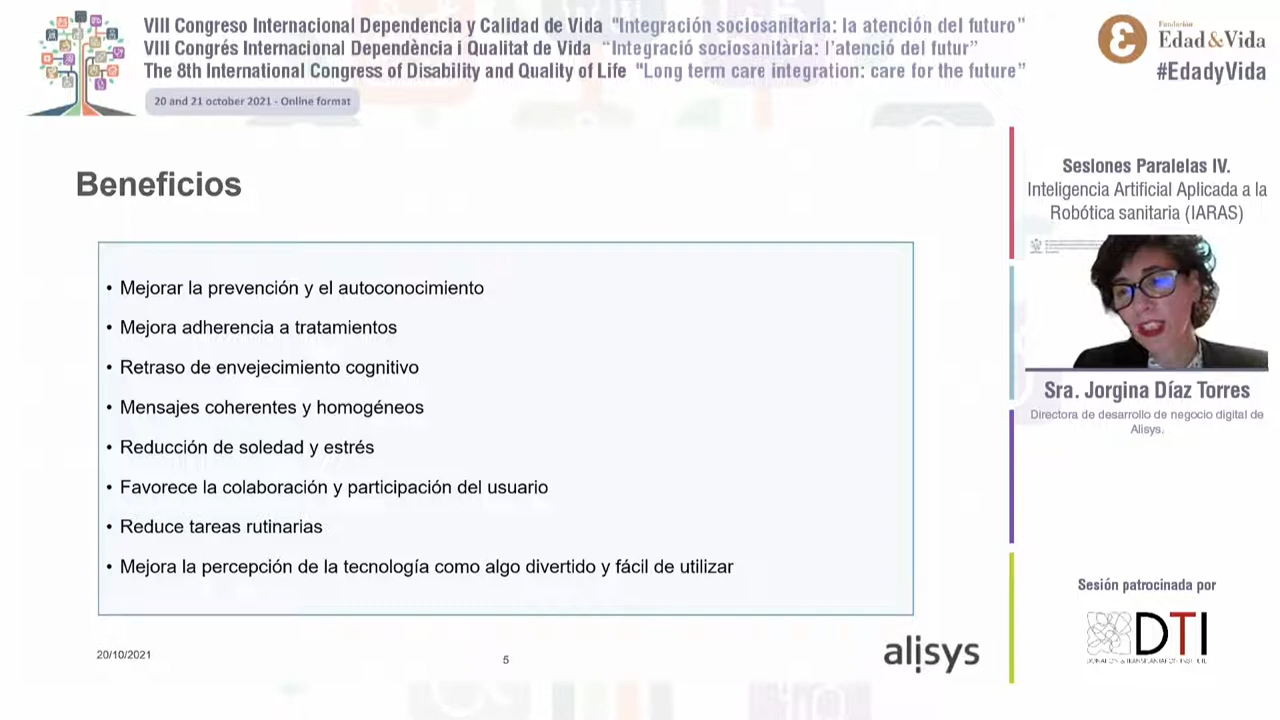 VIII Congreso Internacional Dependencia y Calidad de Vida "Integración sociosanitaria: la atención del futuro"
VIII Congrés Internacional Dependència i Qualitat de Vida "Integració sociosanitària: l'atenció del futur"
The 8th International Congress of Disability and Quality of Life "Long term care integration: care for the future"
20 and 21 october 2021 - Online format
Fundación
Edad&Vida
#EdadyVida
Beneficios
• Mejorar la prevención y el autoconocimiento
• Mejora adherencia a tratamientos
• Retraso de envejecimiento cognitivo
• Mensajes coherentes y homogéneos
• Reducción de soledad y estrés
• Favorece la colaboración y participación del usuario
• Reduce tareas rutinarias
• Mejora la percepción de la tecnología como algo divertido y fácil de utilizar
20/10/2021
5
alisys
Sesiones Paralelas IV.
Inteligencia Artificial Aplicada a la
Robótica sanitaria (IARAS)
Sra. Jorgina Díaz Torres
Directora de desarrollo de negocio digital de
Alisys.
Sesión patrocinada por
DTI
DONATION & TRANSPLANTATION INSTITUTE